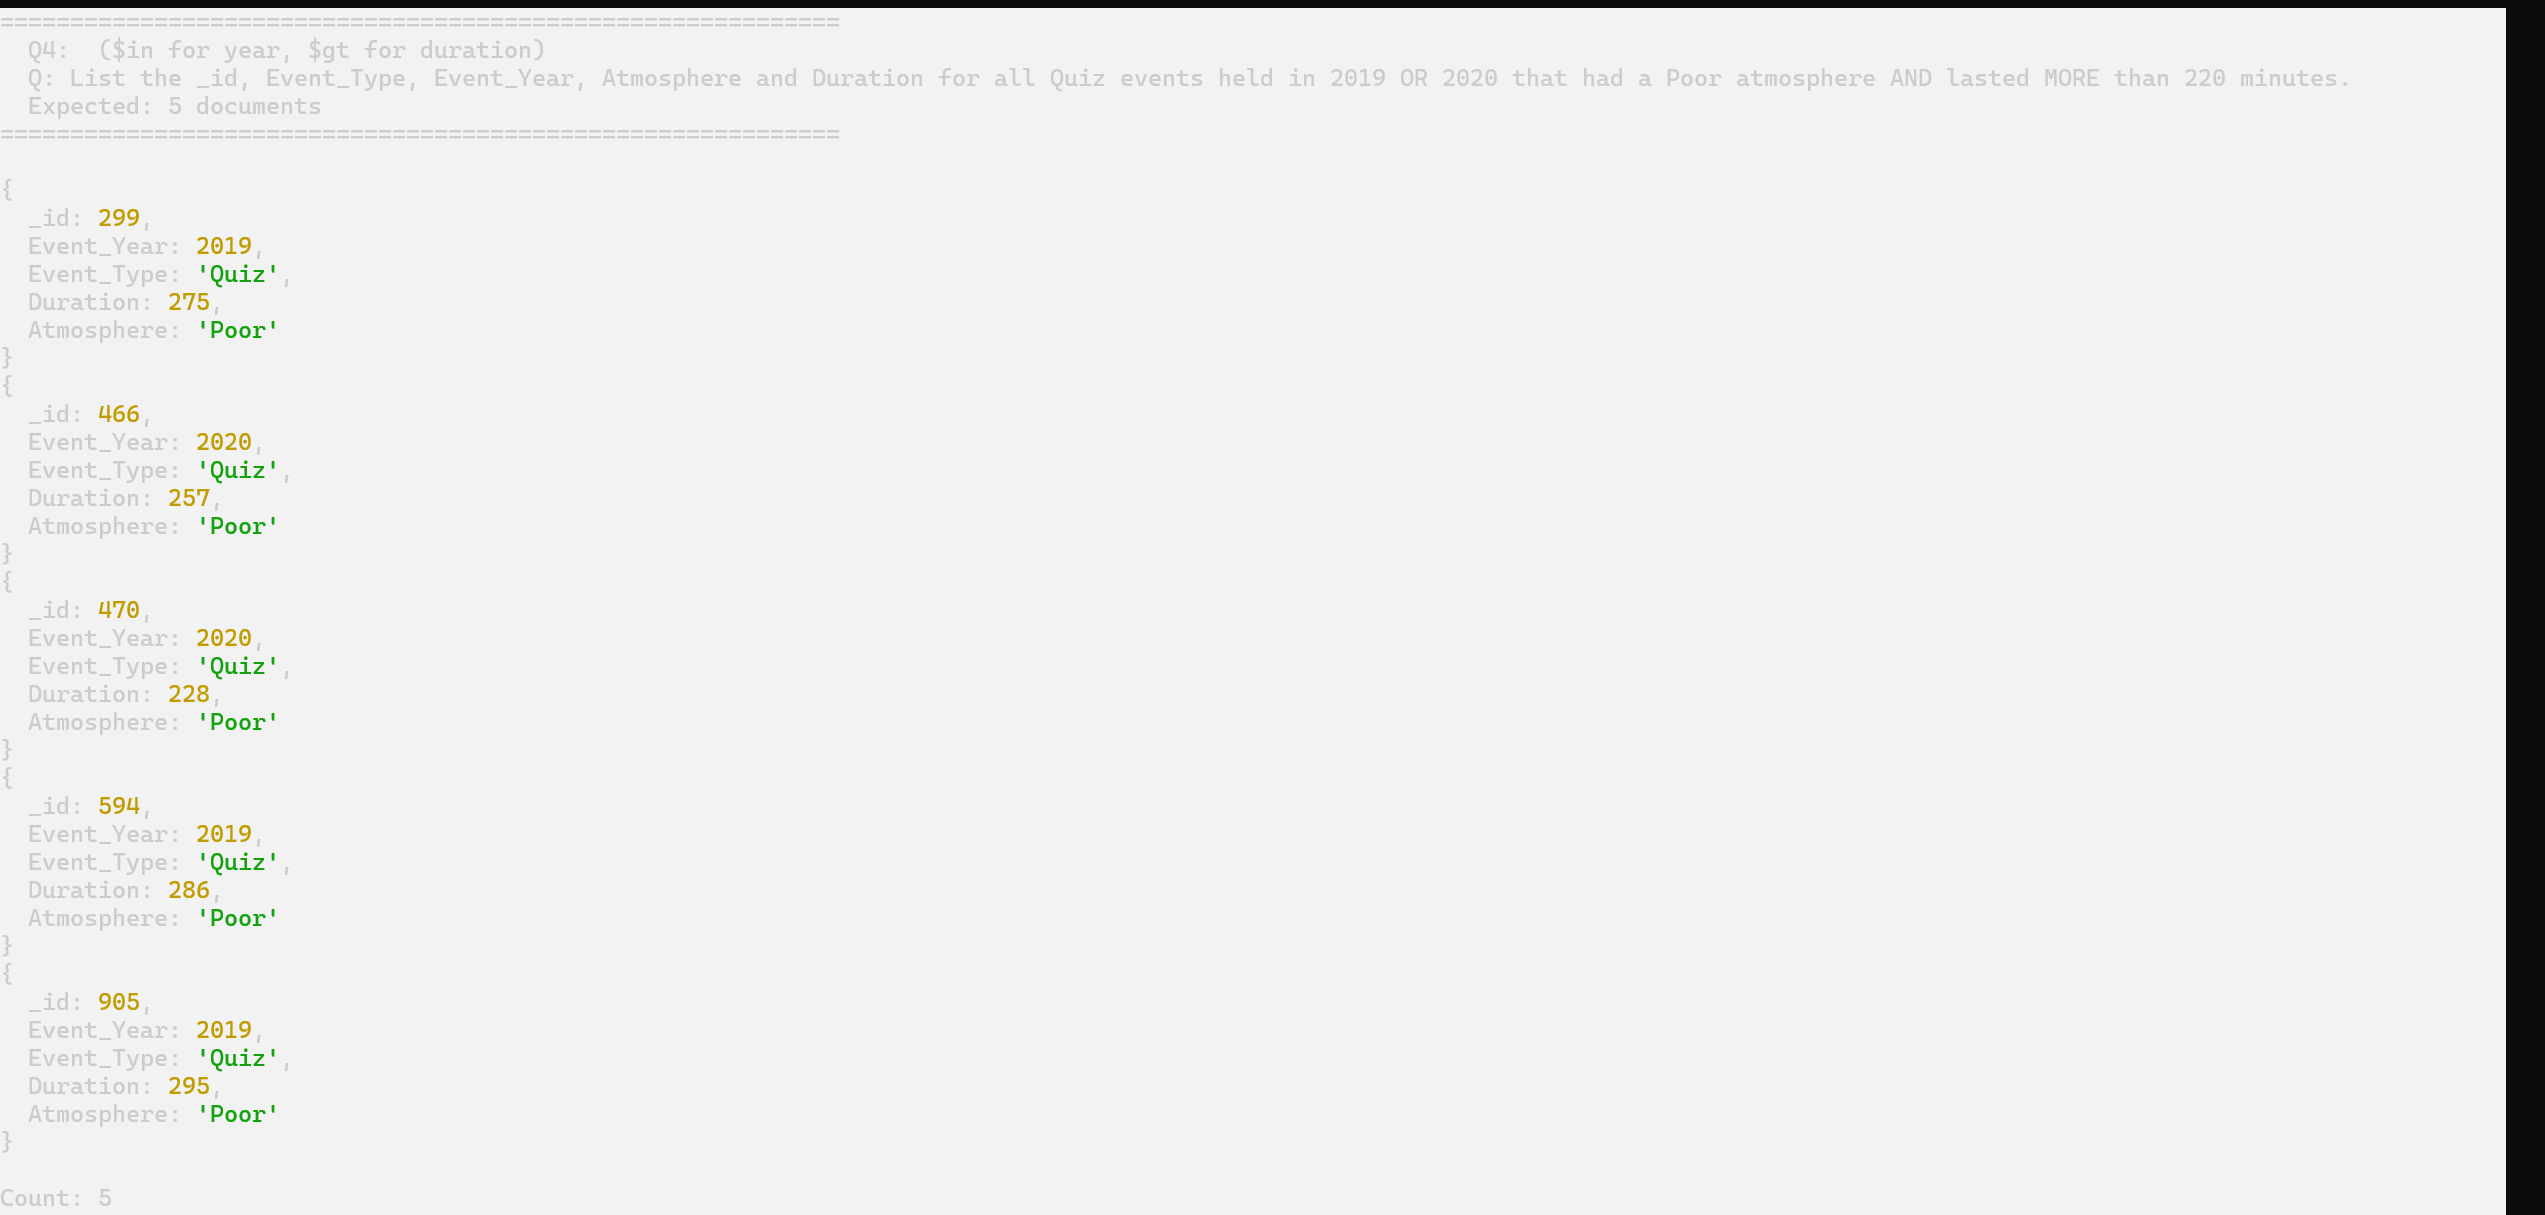 ============================================================
Q4:  ($in for year, $gt for duration)
Q: List the _id, Event_Type, Event_Year, Atmosphere and Duration for all Quiz events held in 2019 OR 2020 that had a Poor atmosphere AND lasted MORE than 220 minutes.
Expected: 5 documents
============================================================
{
_id: 299,
Event_Year: 2019,
Event_Type: 'Quiz',
Duration: 275,
Atmosphere: 'Poor'
}
{
_id: 466,
Event_Year: 2020,
Event_Type: 'Quiz',
Duration: 257,
Atmosphere: 'Poor'
}
{
_id: 470,
Event_Year: 2020,
Event_Type: 'Quiz',
Duration: 228,
Atmosphere: 'Poor'
}
{
_id: 594,
Event_Year: 2019,
Event_Type: 'Quiz',
Duration: 286,
Atmosphere: 'Poor'
}
{
_id: 905,
Event_Year: 2019,
Event_Type: 'Quiz',
Duration: 295,
Atmosphere: 'Poor'
}
Count: 5